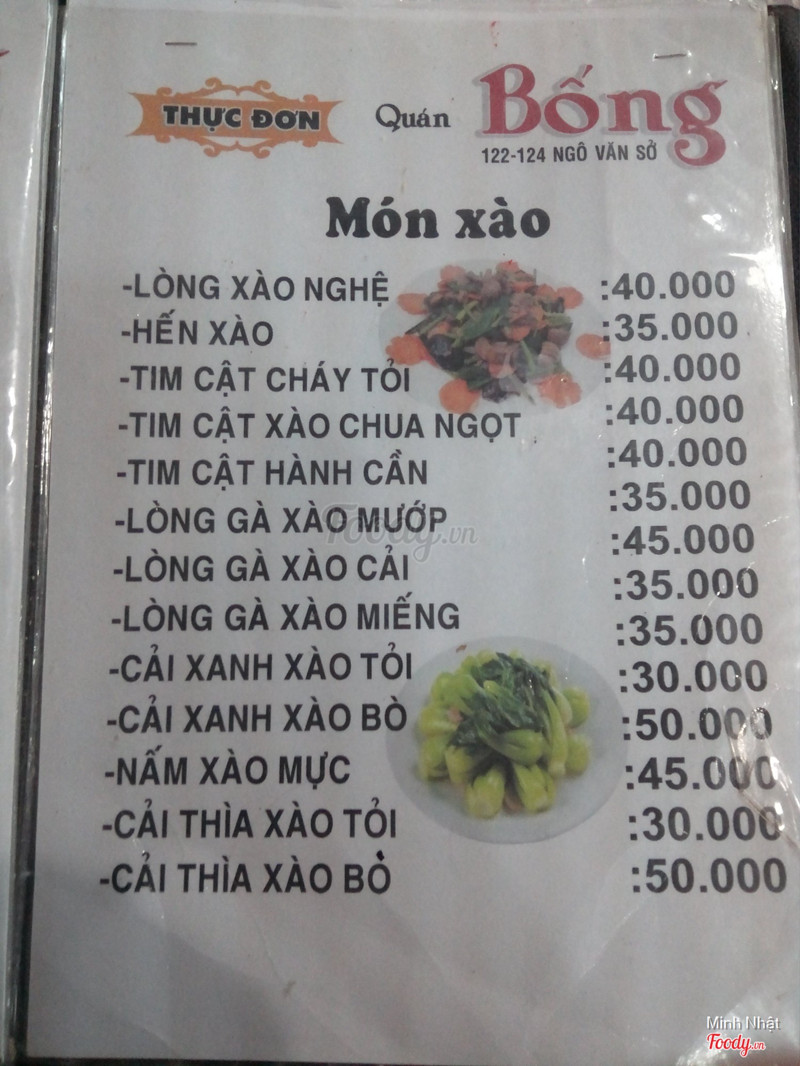 THỰC ĐƠN
Quán Bống
122-124 NGÔ VĂN SỞ
Món xào
-LÒNG XÀO NGHỆ
-HẾN XÀO
-TIM CẬT CHÁY TỎI
-TIM CẬT XÀO CHUA NGỌT
-TIM CẬT HÀNH CẦN
-LÒNG GÀ XÀO MƯỚP
-LÒNG GÀ XÀO CẢI
-LÒNG GÀ XÀO MIẾNG
-CẢI XANH XÀO TỎI
-CẢI XANH XÀO BÒ
-NẤM XÀO MỰC
-CẢI THÌA XÀO TỎI
-CẢI THÌA XÀO BÒ
:40.000
:35.000
:40.000
:40.000
:40.000
:35.000
:45.000
:35.000
:35.000
:30.000
:50.000
:45.000
:30.000
:50.000
Foody.vn
Minh Nhật
Foody.vn